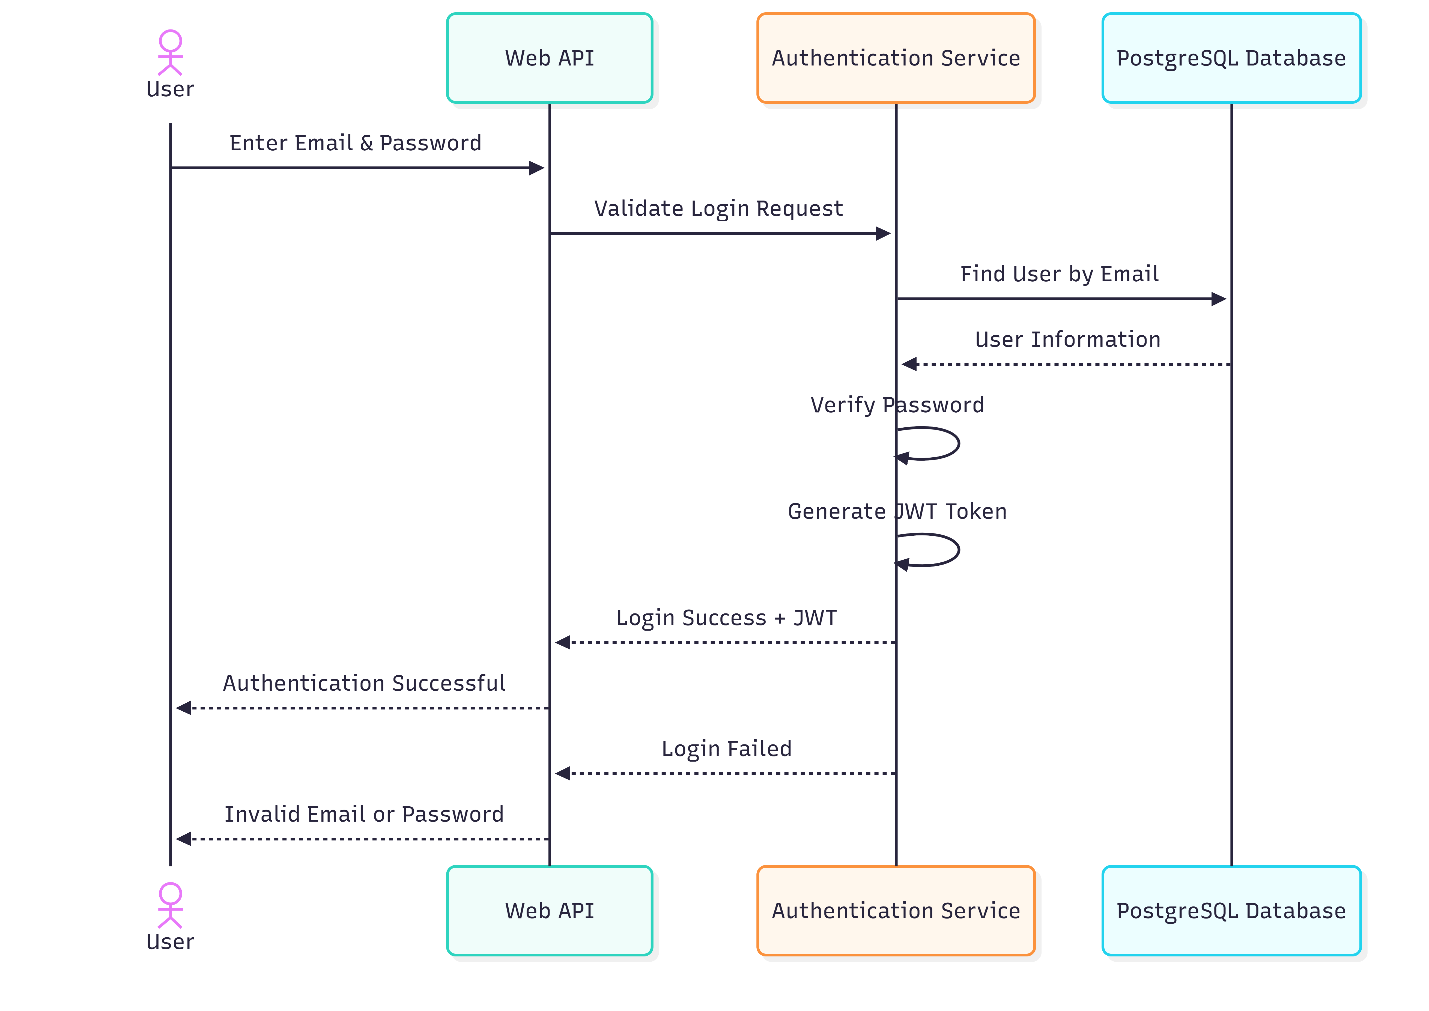 User
Web API
Authentication Service
PostgreSQL Database
Enter Email & Password
Validate Login Request
Find User by Email
User Information
Verify Password
Generate JWT Token
Login Success + JWT
Authentication Successful
Login Failed
Invalid Email or Password
User
Web API
Authentication Service
PostgreSQL Database